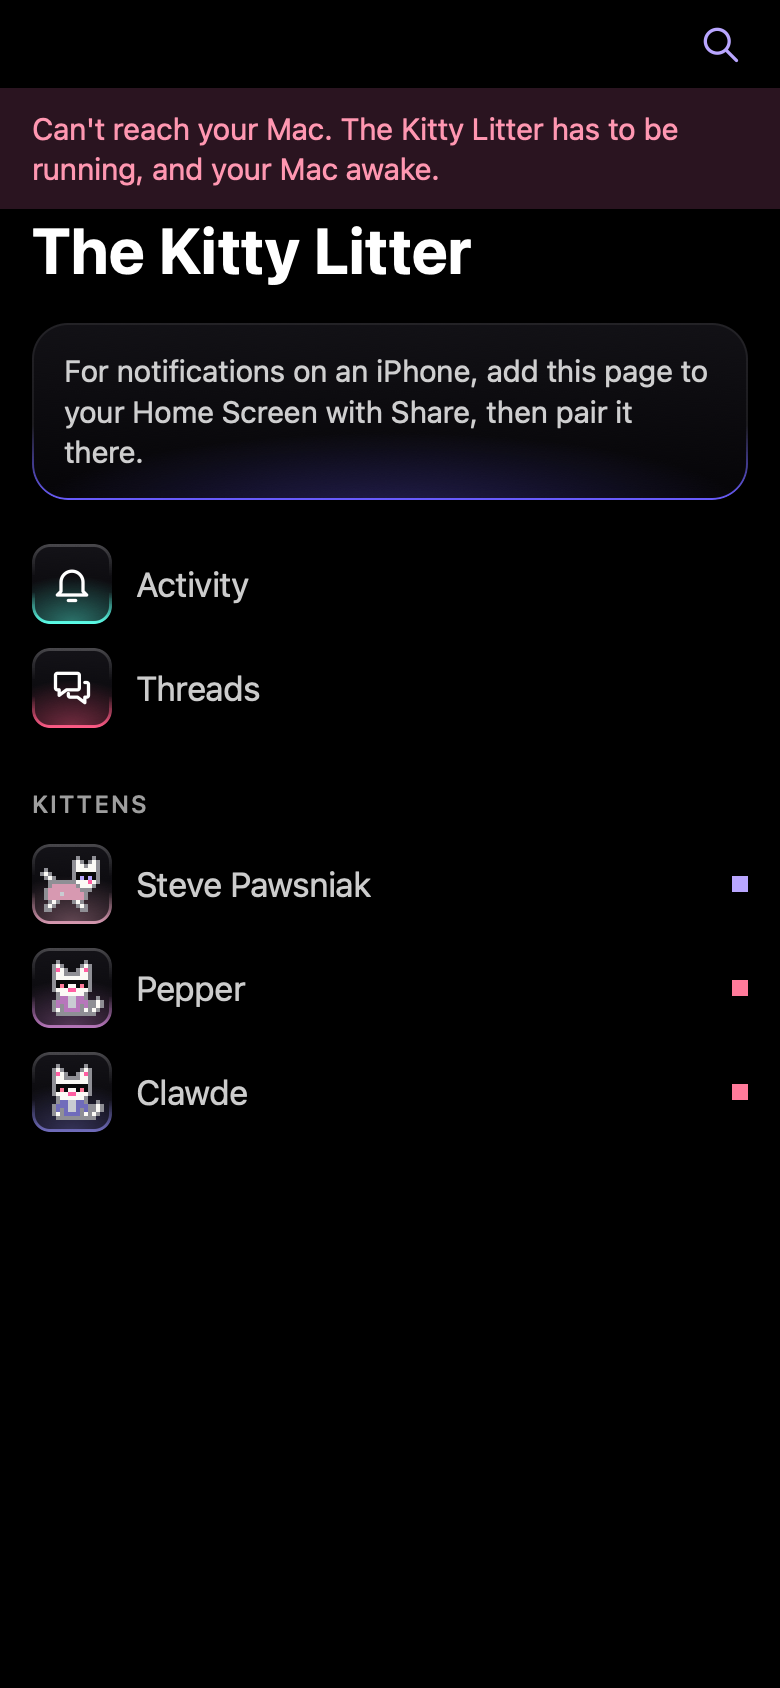 Can't reach your Mac. The Kitty Litter has to be
running, and your Mac awake.
The Kitty Litter
For notifications on an iPhone, add this page to
your Home Screen with Share, then pair it
there.
Activity
Threads
KITTENS
Steve Pawsniak
Pepper
Clawde